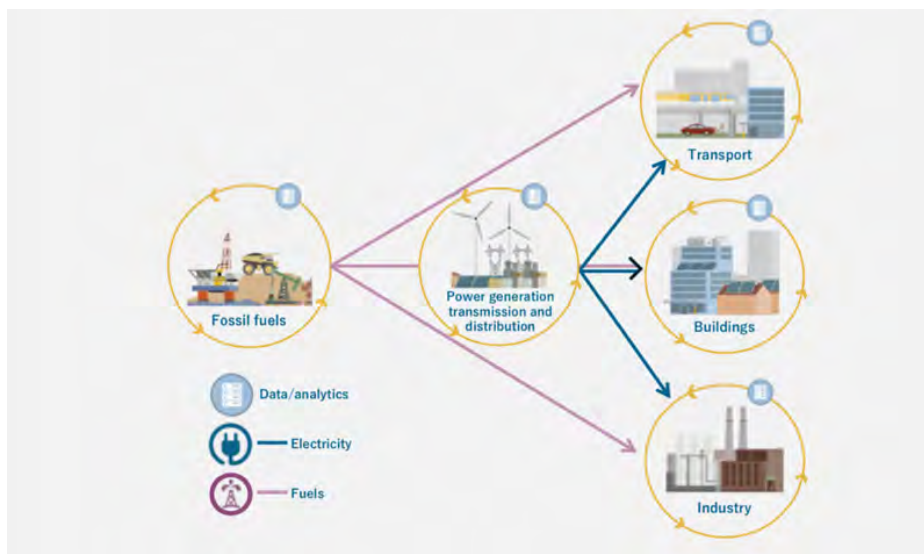 Transport
Fossil fuels
Power generation
transmission and
distribution
Buildings
Data/analytics
Electricity
Fuels
Industry